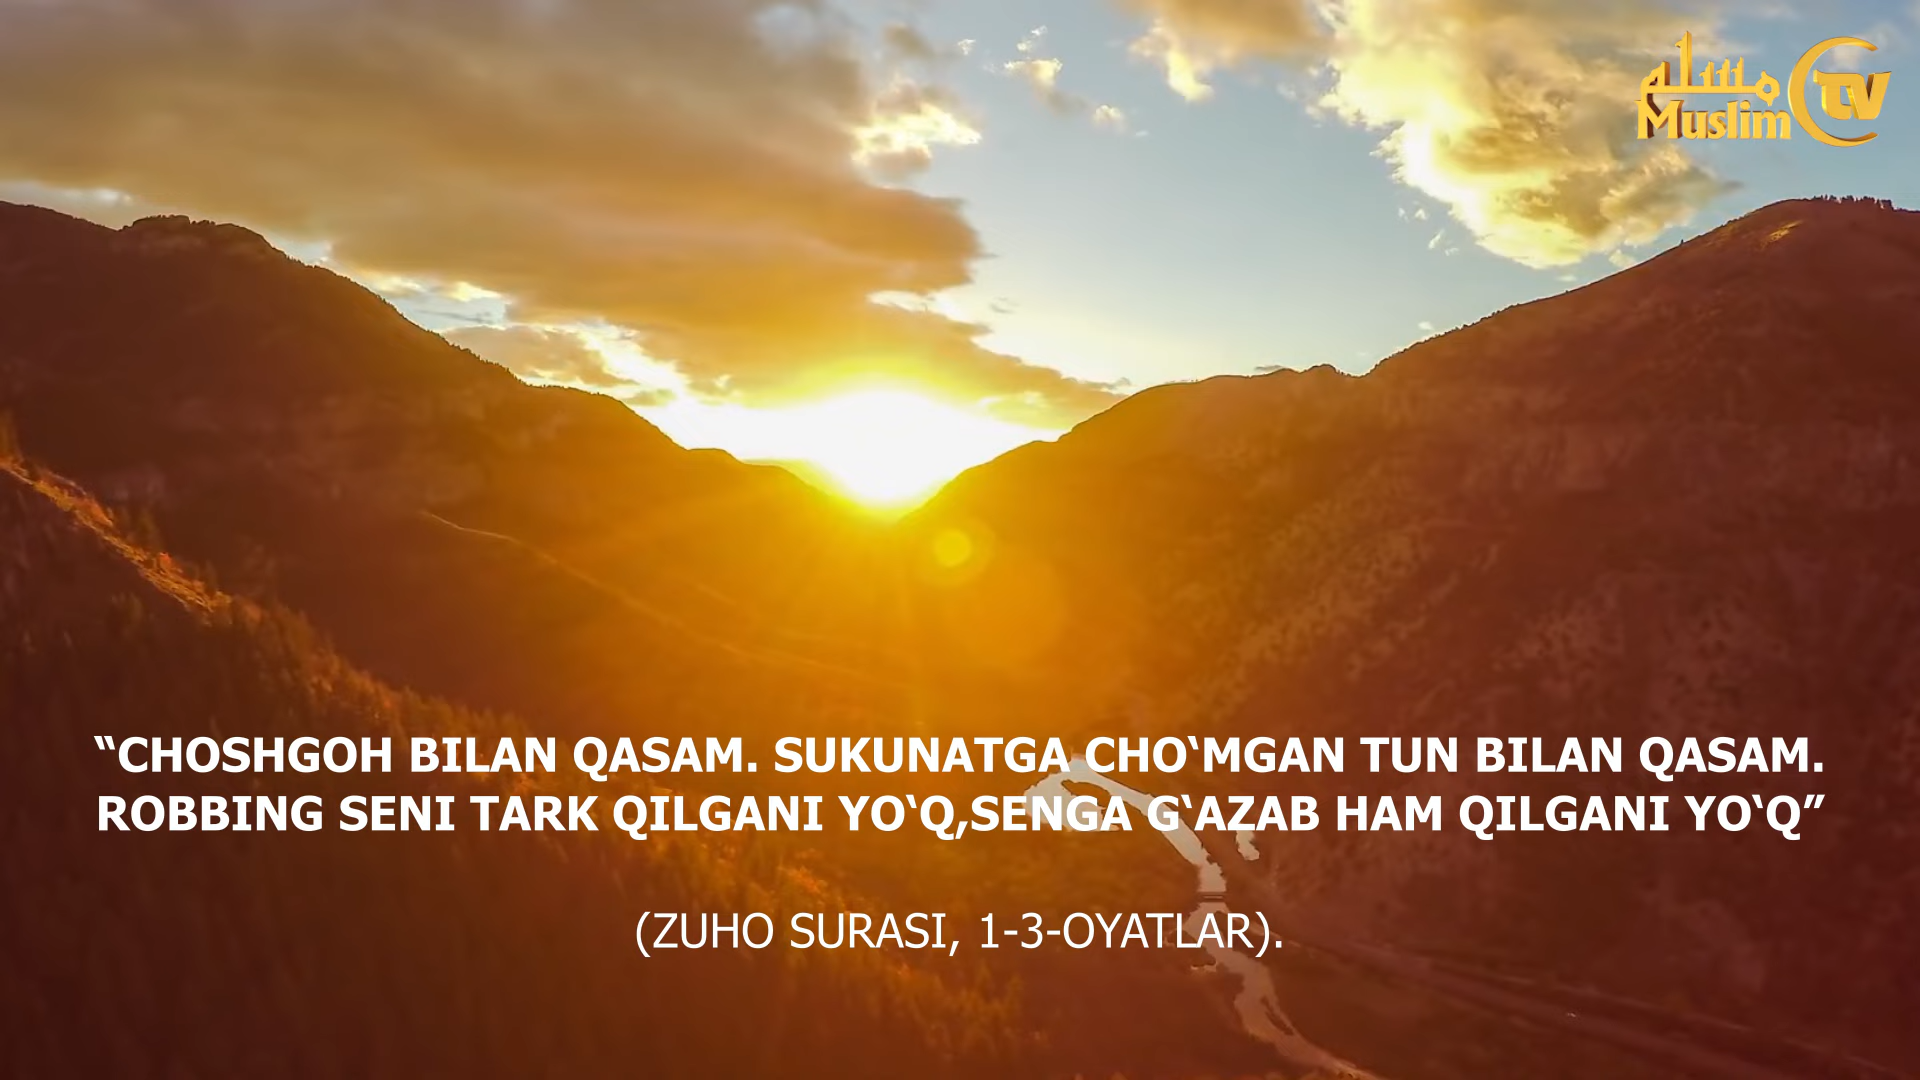 مسلم
Muslim TV
“CHOSHGOH BILAN QASAM. SUKUNATGA CHO‘MGAN TUN BILAN QASAM.
ROBBING SENI TARK QILGANI YO‘Q,SENGA G‘AZAB HAM QILGANI YO‘Q”
(ZUHO SURASI, 1-3-OYATLAR).